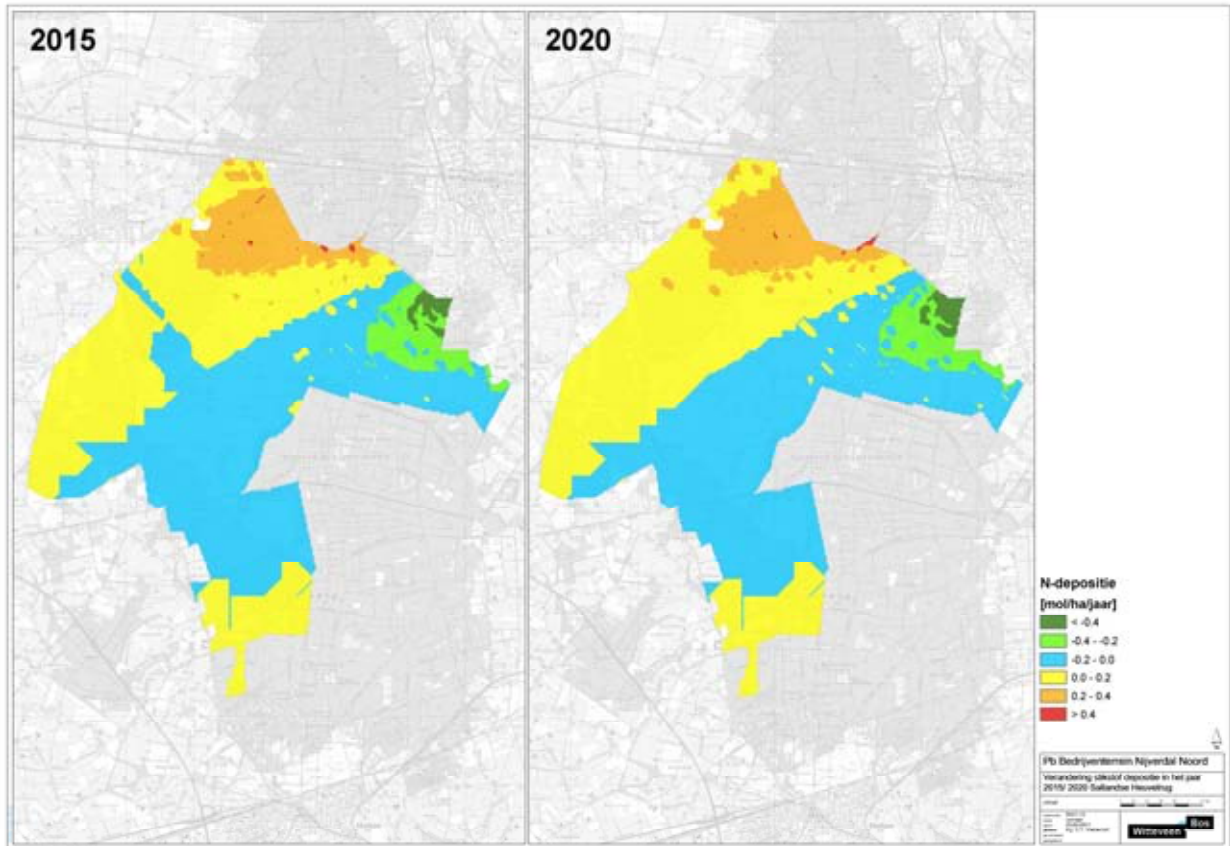 2015
2020
N-depositie
[mol/ha/jaar]
< -0.4
-0.4 - -0.2
-0.2 - 0.0
0.0 - 0.2
0.2 - 0.4
> 0.4
Pb Bedrijventerrein Nijverdal Noord
Verandering stikstof depositie in het jaar
2015/ 2020 Sallandse Heuvelrug
Witteveen Bos